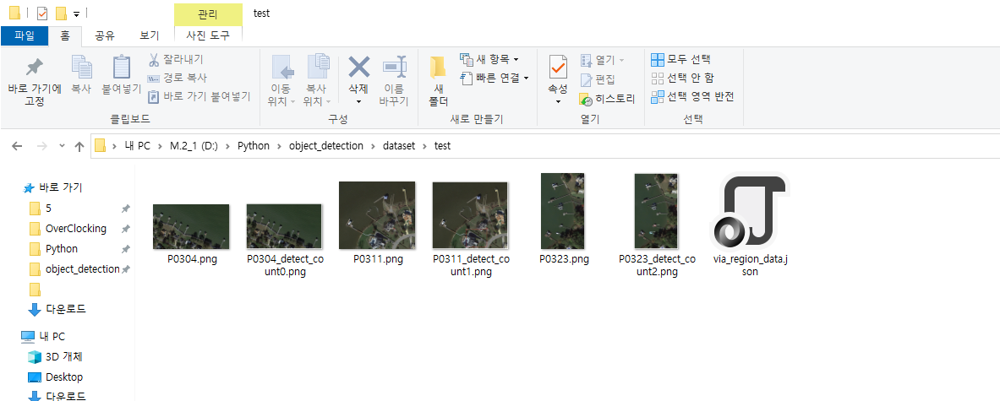 관리
test
파일
홈
공유
보기
사진 도구
바로 가기에
고정
복사
붙여넣기
잘라내기
경로 복사
바로 가기 붙여넣기
클립보드
이동
위치
복사
위치
삭제
이름
바꾸기
구성
새
폴더
새 항목
빠른 연결
새로 만들기
속성
열기
편집
히스토리
열기
모두 선택
선택 안 함
선택 영역 반전
선택
내 PC > M.2_1 (D:) > Python > object_detection > dataset > test
바로 가기
5
OverClocking
Python
object_detection
다운로드
내 PC
3D 개체
Desktop
다운로드
P0304.png
P0304_detect_co
unt0.png
P0311.png
P0311_detect_co
unt1.png
P0323.png
P0323_detect_co
unt2.png
via_region_data.j
son